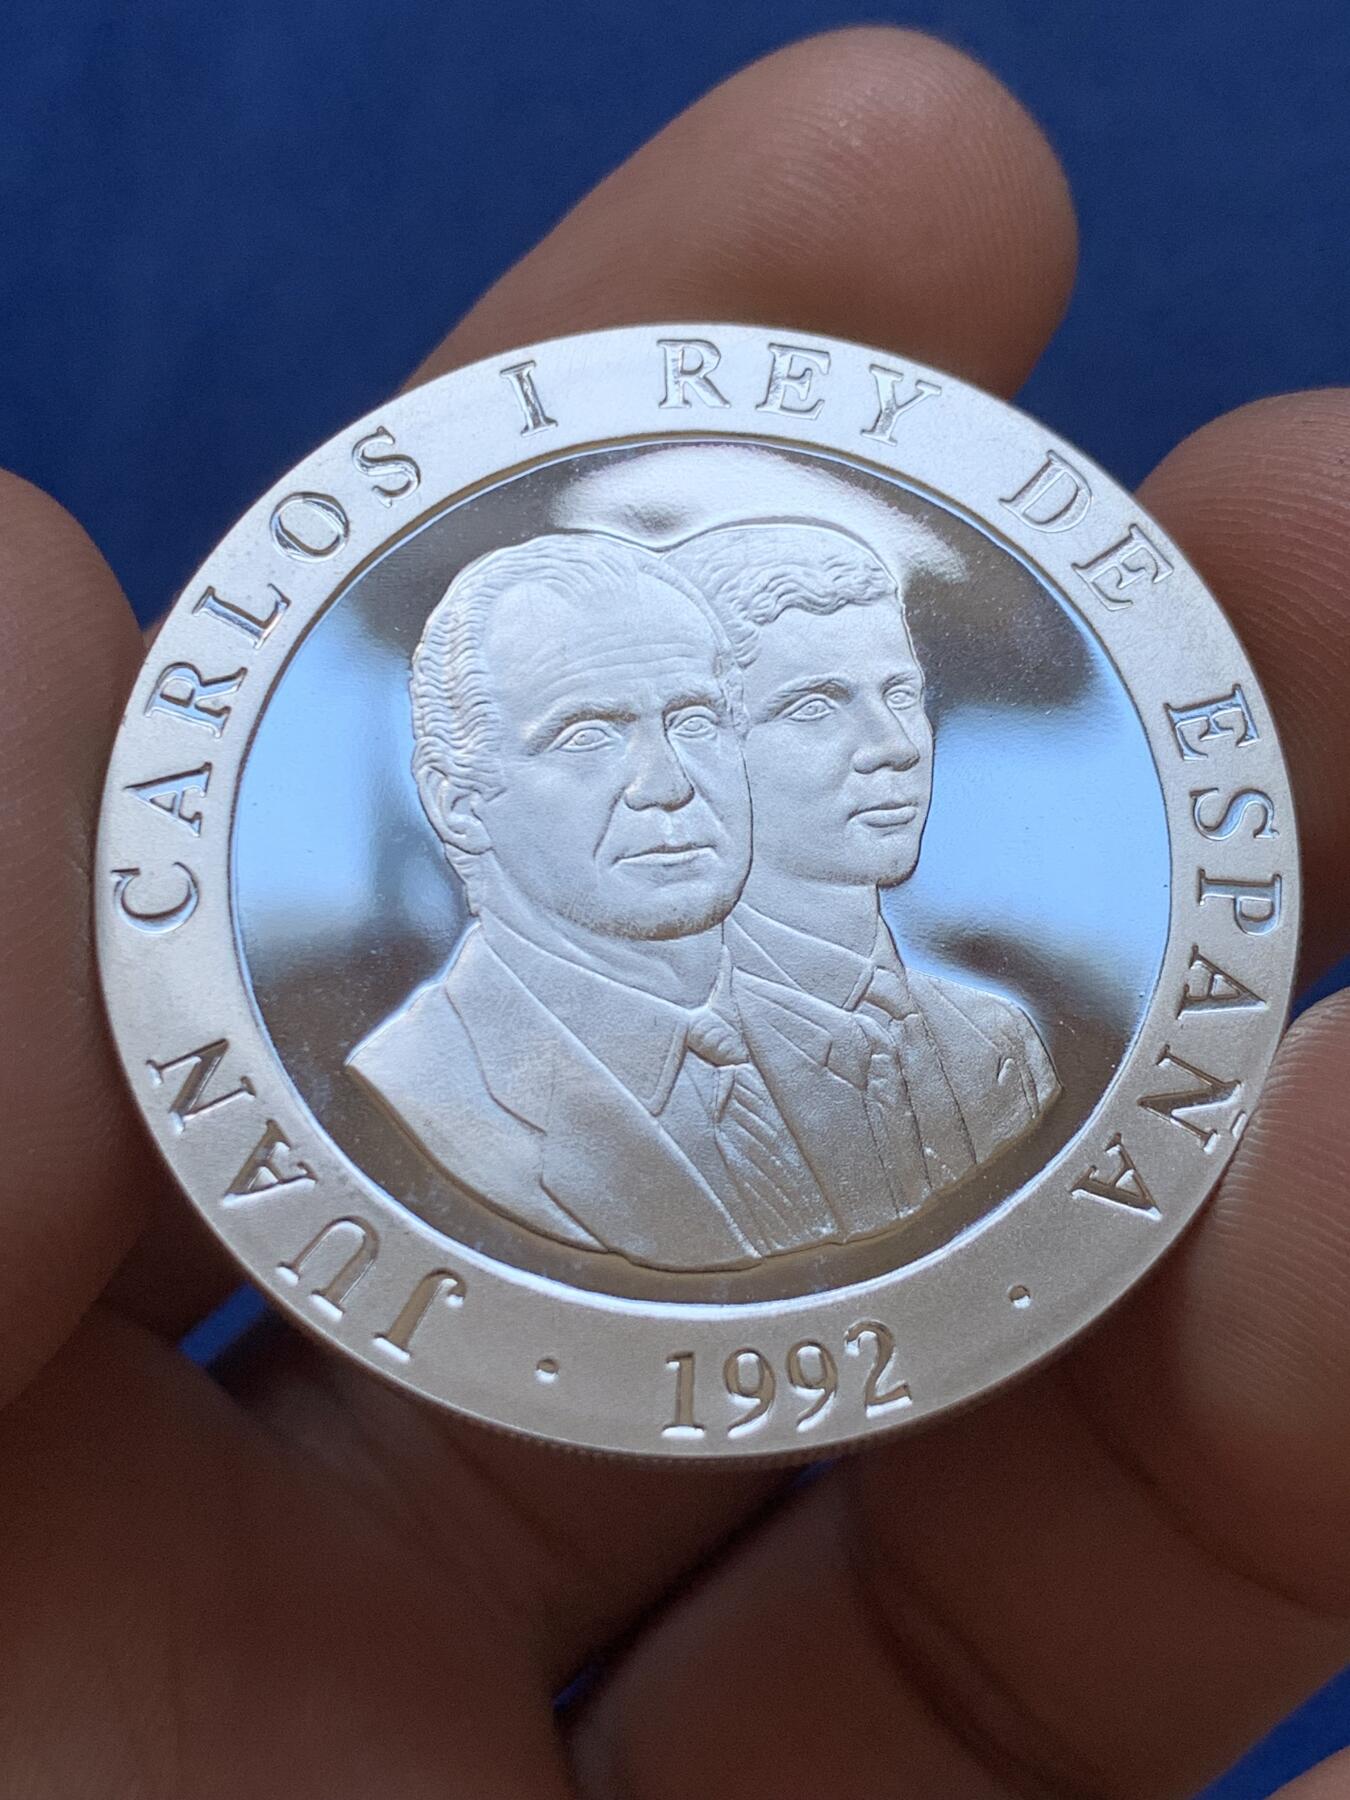 JUAN CARLOS I REY DE ESPAÑA
· 1992 ·